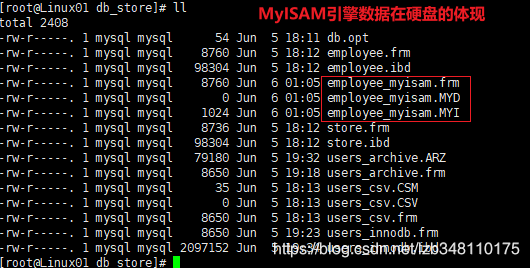 [root@Linux01 db_store]# ll
MyISAM引擎数据在硬盘的体现
total 2408
-rw-r-----. 1 mysql mysql 54 Jun 5 18:11 db.opt
-rw-r-----. 1 mysql mysql 8760 Jun 5 18:12 employee.frm
-rw-r-----. 1 mysql mysql 98304 Jun 5 18:12 employee.ibd
-rw-r-----. 1 mysql mysql 8760 Jun 6 01:05 employee_myisam.frm
-rw-r-----. 1 mysql mysql 0 Jun 6 01:05 employee_myisam.MYD
-rw-r-----. 1 mysql mysql 1024 Jun 6 01:05 employee_myisam.MYI
-rw-r-----. 1 mysql mysql 8736 Jun 5 18:12 store.frm
-rw-r-----. 1 mysql mysql 98304 Jun 5 18:12 store.ibd
-rw-r-----. 1 mysql mysql 79180 Jun 5 19:32 users_archive.ARZ
-rw-r-----. 1 mysql mysql 8650 Jun 5 19:18 users_archive.frm
-rw-r-----. 1 mysql mysql 35 Jun 5 18:13 users_csv.CSM
-rw-r-----. 1 mysql mysql 0 Jun 5 18:13 users_csv.CSV
-rw-r-----. 1 mysql mysql 8650 Jun 5 18:13 users_csv.frm
-rw-r-----. 1 mysql mysql 8650 Jun 5 19:23 users_innodb.frm
-rw-r-----. 1 mysql mysql 2097152 Jun 5
https://blog.csdn.net/lzb348110175
[root@Linux01 db_store]#